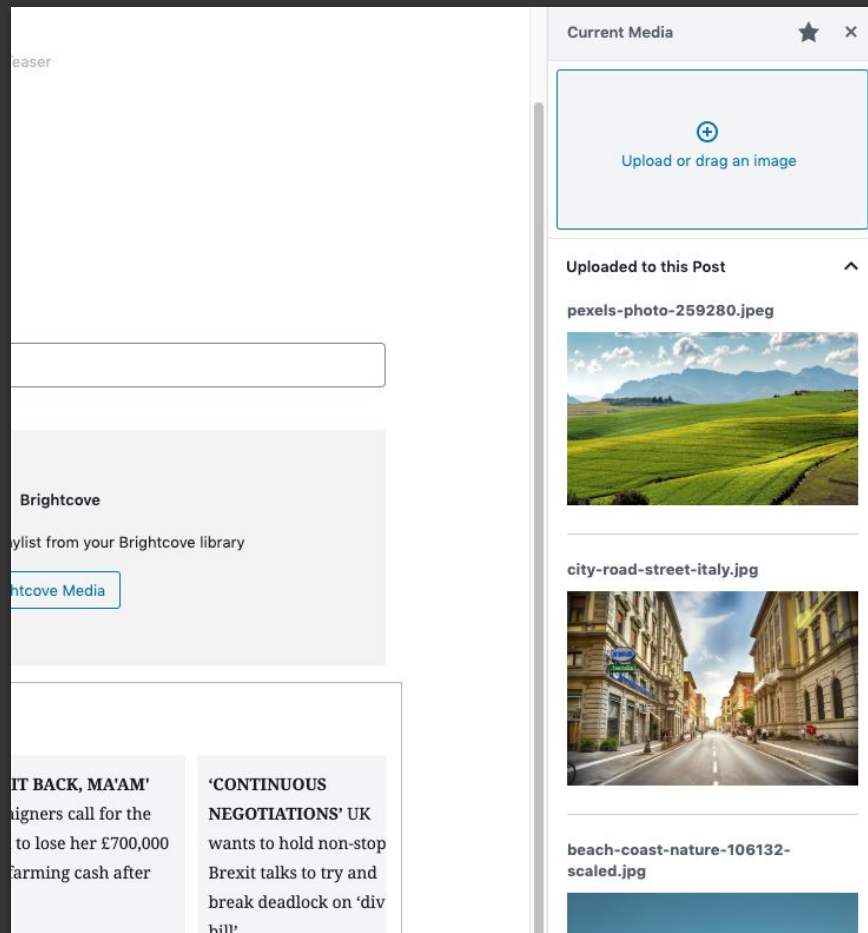 easer
Brightcove
ylist from your Brightcove library
htcove Media
IT BACK, MA'AM'
aigners call for the
to lose her £700,000
farming cash after
‘CONTINUOUS
NEGOTIATIONS’ UK
wants to hold non-stop
Brexit talks to try and
break deadlock on ‘div
bill’
Current Media
Upload or drag an image
Uploaded to this Post
pexels-photo-259280.jpeg
city-road-street-italy.jpg
beach-coast-nature-106132-
scaled.jpg